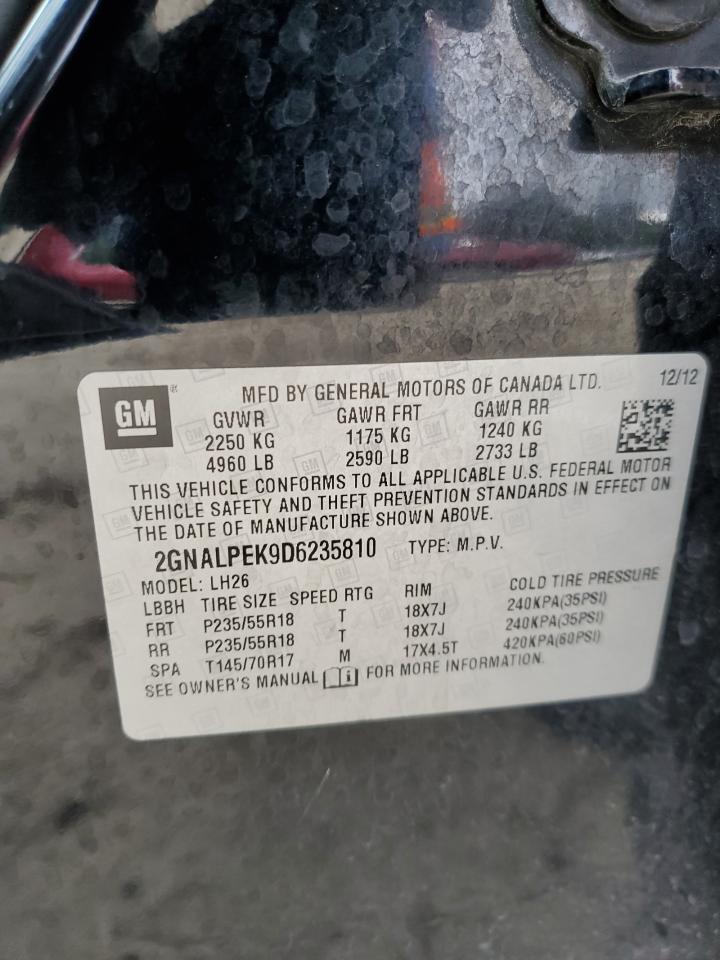 GM® MFD BY GENERAL MOTORS OF CANADA LTD. 12/12
GVWR GAWR FRT GAWR RR
2250 KG 1175 KG 1240 KG
4960 LB 2590 LB 2733 LB
THIS VEHICLE CONFORMS TO ALL APPLICABLE U.S. FEDERAL MOTOR
VEHICLE SAFETY AND THEFT PREVENTION STANDARDS IN EFFECT ON
THE DATE OF MANUFACTURE SHOWN ABOVE.
2GNALPEK9D6235810 TYPE: M.P.V.
MODEL: LH26
LBBH TIRE SIZE SPEED RTG RIM COLD TIRE PRESSURE
FRT P235/55R18 T 18X7J 240KPA(35PSI)
RR P235/55R18 T 18X7J 240KPA(35PSI)
SPA T145/70R17 M 17X4.5T 420KPA(60PSI)
SEE OWNER'S MANUAL FOR MORE INFORMATION.